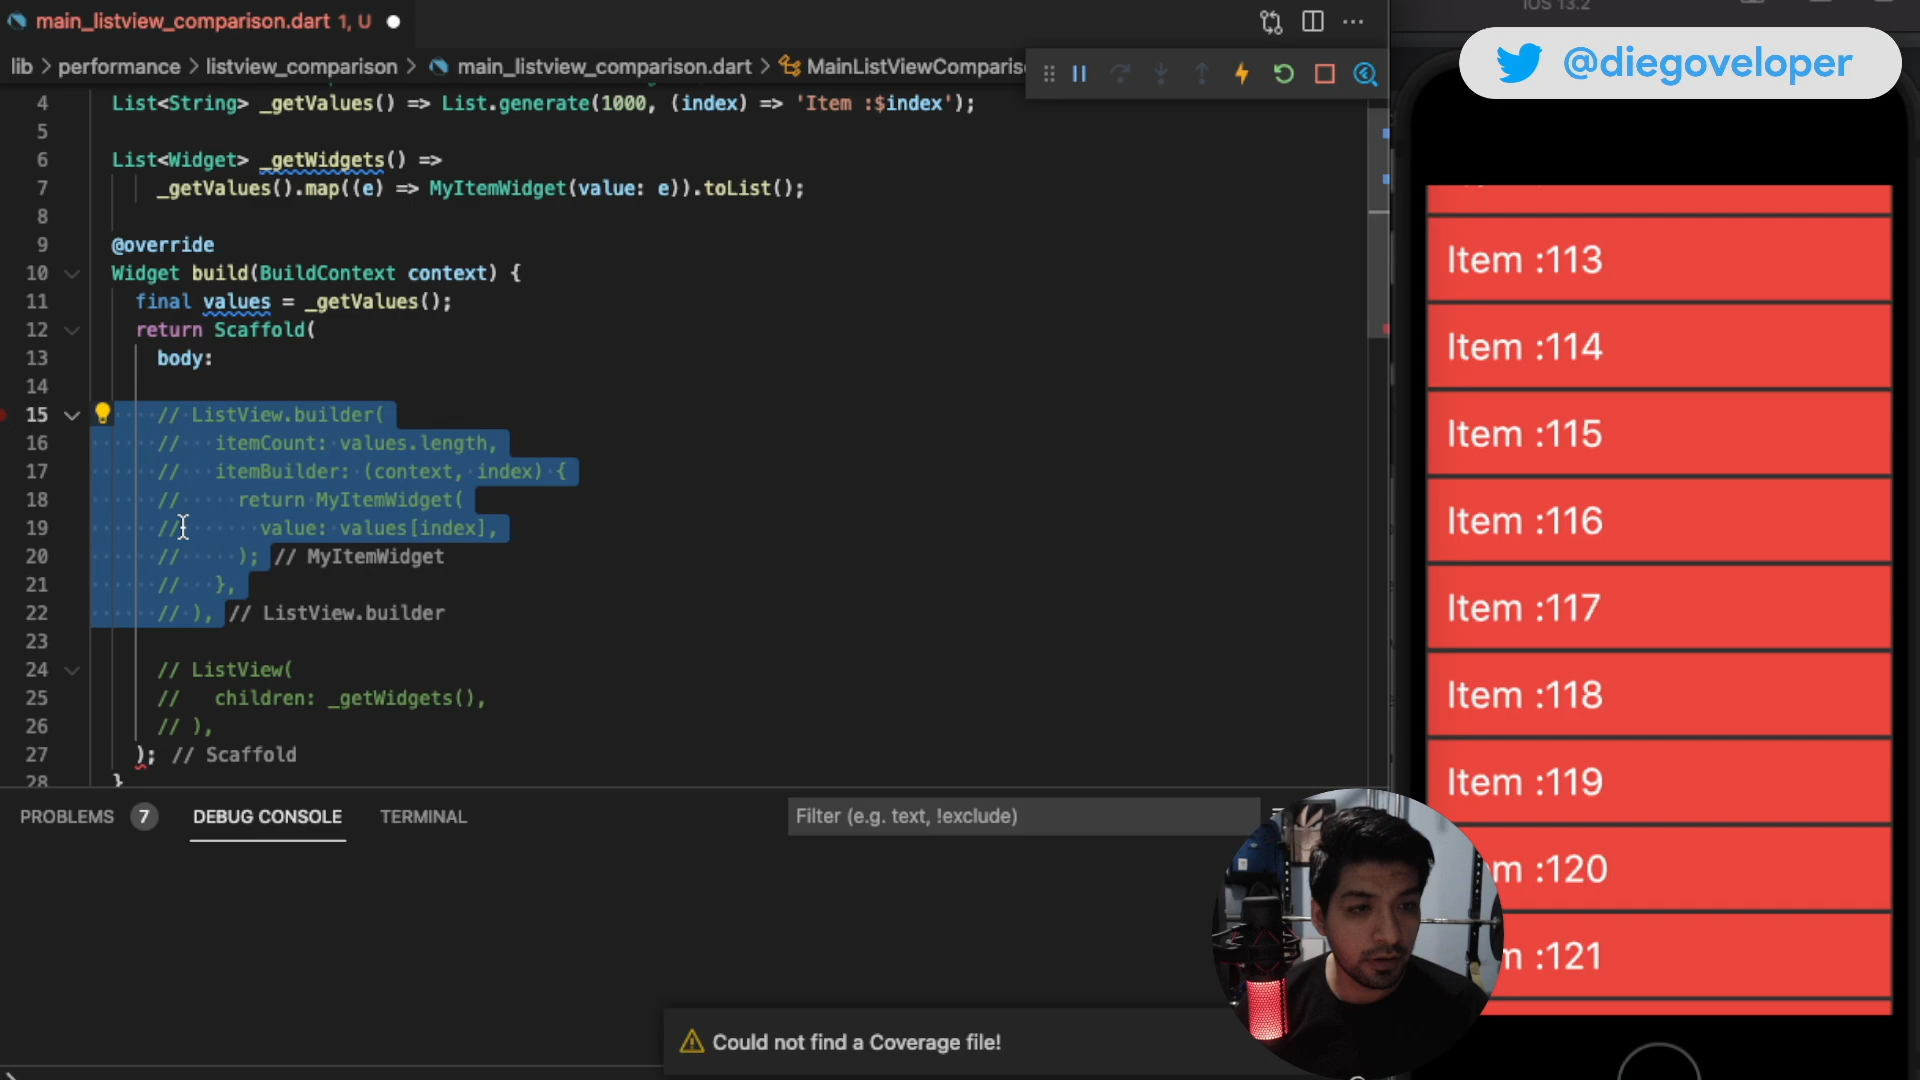 main_listview_comparison.dart 1, U
lib > performance > listview_comparison > main_listview_comparison.dart > MainListViewCompariso
iOS 13.2
@diegoveloper
4 List<String> _getValues() => List.generate(1000, (index) => 'Item :$index');
5
6 List<Widget> _getWidgets() =>
7 _getValues().map((e) => MyItemWidget(value: e)).toList();
8
9 @override
10 Widget build(BuildContext context) {
11 final values = _getValues();
12 return Scaffold(
13 body:
14
15 // ListView.builder(
16 // itemCount: values.length,
17 // itemBuilder: (context, index) {
18 // return MyItemWidget(
19 // value: values[index],
20 // ); // MyItemWidget
21 // },
22 // ), // ListView.builder
23
24 // ListView(
25 // children: _getWidgets(),
26 // ),
27 ); // Scaffold
28 }
PROBLEMS 7 DEBUG CONSOLE TERMINAL Filter (e.g. text, !exclude)
Could not find a Coverage file!
Item :113
Item :114
Item :115
Item :116
Item :117
Item :118
Item :119
m :120
m :121